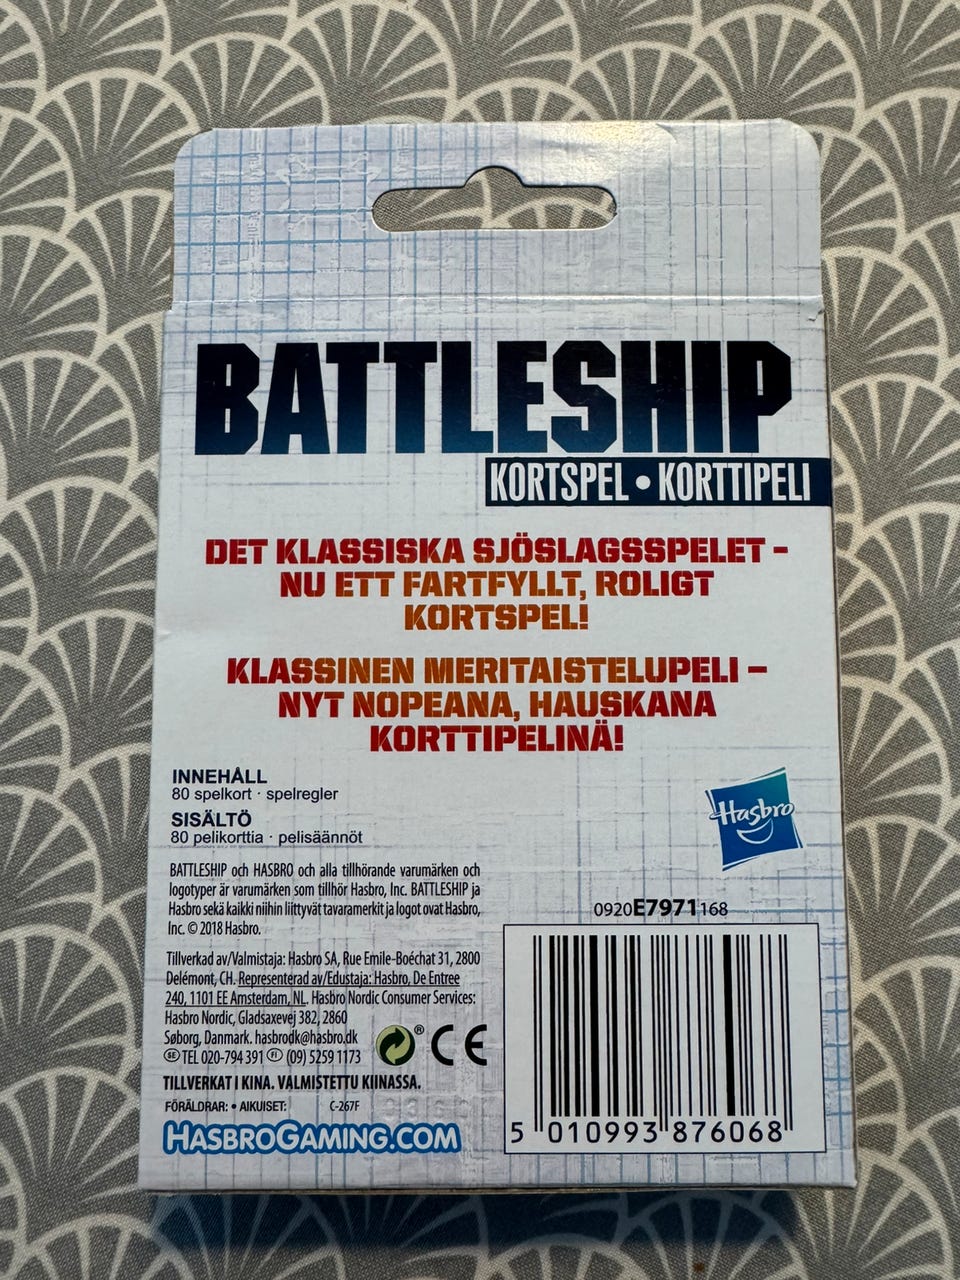 BATTLESHIP
KORTSPEL • KORTTIPELI
DET KLASSISKA SJÖSLAGSSPELET –
NU ETT FARTFYLLT, ROLIGT
KORTSPEL!
KLASSINEN MERITAISTELUPELI –
NYT NOPEANA, HAUSKANA
KORTTIPELINÄ!
INNEHÅLL
80 spelkort · spelregler
SISÄLTÖ
80 pelikorttia · pelisäännöt
Hasbro
BATTLESHIP och HASBRO och alla tillhörande varumärken och
logotyper är varumärken som tillhör Hasbro, Inc. BATTLESHIP ja
Hasbro sekä kaikki niihin liittyvät tavaramerkit ja logot ovat Hasbro,
Inc. © 2018 Hasbro.
0920E7971168
Tillverkad av/Valmistaja: Hasbro SA, Rue Emile-Boéchat 31, 2800
Delémont, CH. Representerad av/Edustaja: Hasbro, De Entree
240, 1101 EE Amsterdam, NL. Hasbro Nordic Consumer Services:
Hasbro Nordic, Gladsaxevej 382, 2860
Søborg, Danmark. hasbrodk@hasbro.dk
SE TEL 020-794 391 FI (09) 5259 1173
® CE
TILLVERKAT I KINA. VALMISTETTU KIINASSA.
FÖRÄLDRAR: • AIKUISET: C-267F
HASBROGAMING.COM
5 010993 876068